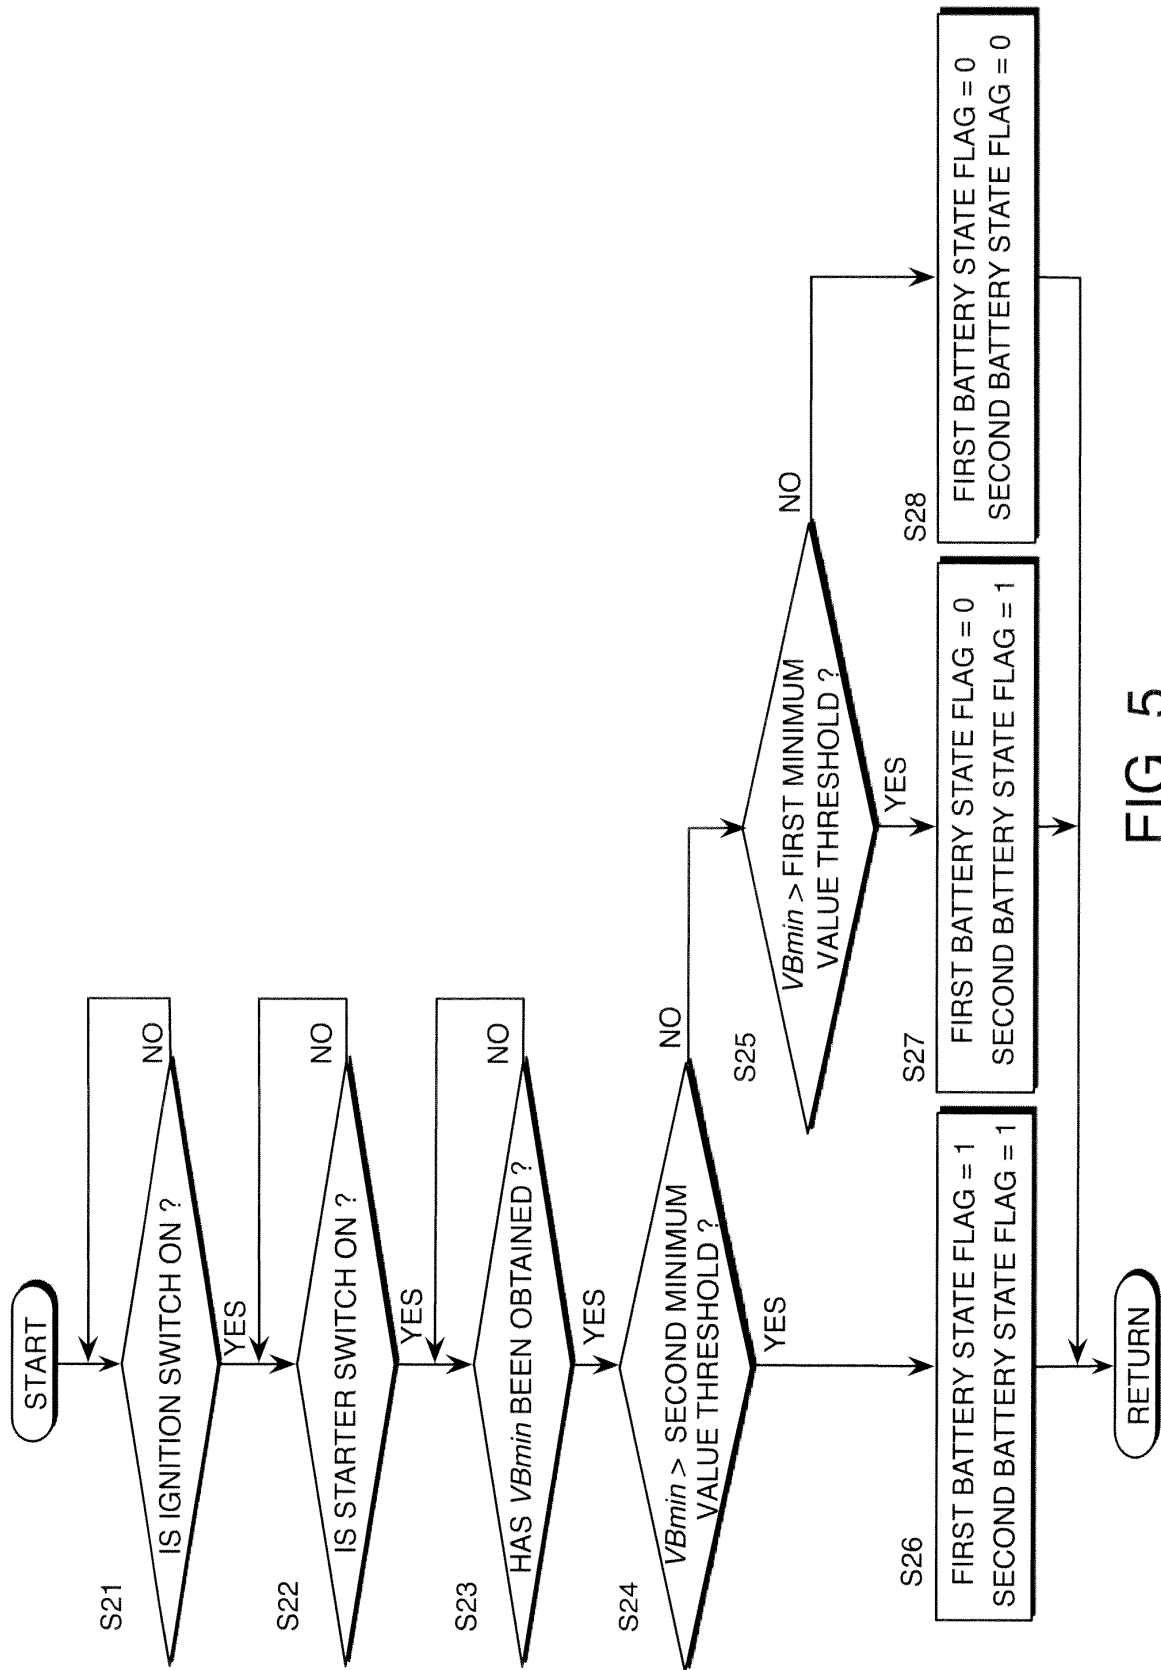 START
S21
IS IGNITION SWITCH ON ?
NO
YES
S22
IS STARTER SWITCH ON ?
NO
YES
S23
HAS VBmin BEEN OBTAINED ?
NO
YES
S24
VBmin > SECOND MINIMUM
VALUE THRESHOLD ?
NO
YES
S25
VBmin > FIRST MINIMUM
VALUE THRESHOLD ?
NO
YES
S26
FIRST BATTERY STATE FLAG = 1
SECOND BATTERY STATE FLAG = 1
S27
FIRST BATTERY STATE FLAG = 0
SECOND BATTERY STATE FLAG = 1
S28
FIRST BATTERY STATE FLAG = 0
SECOND BATTERY STATE FLAG = 0
RETURN
FIG. 5